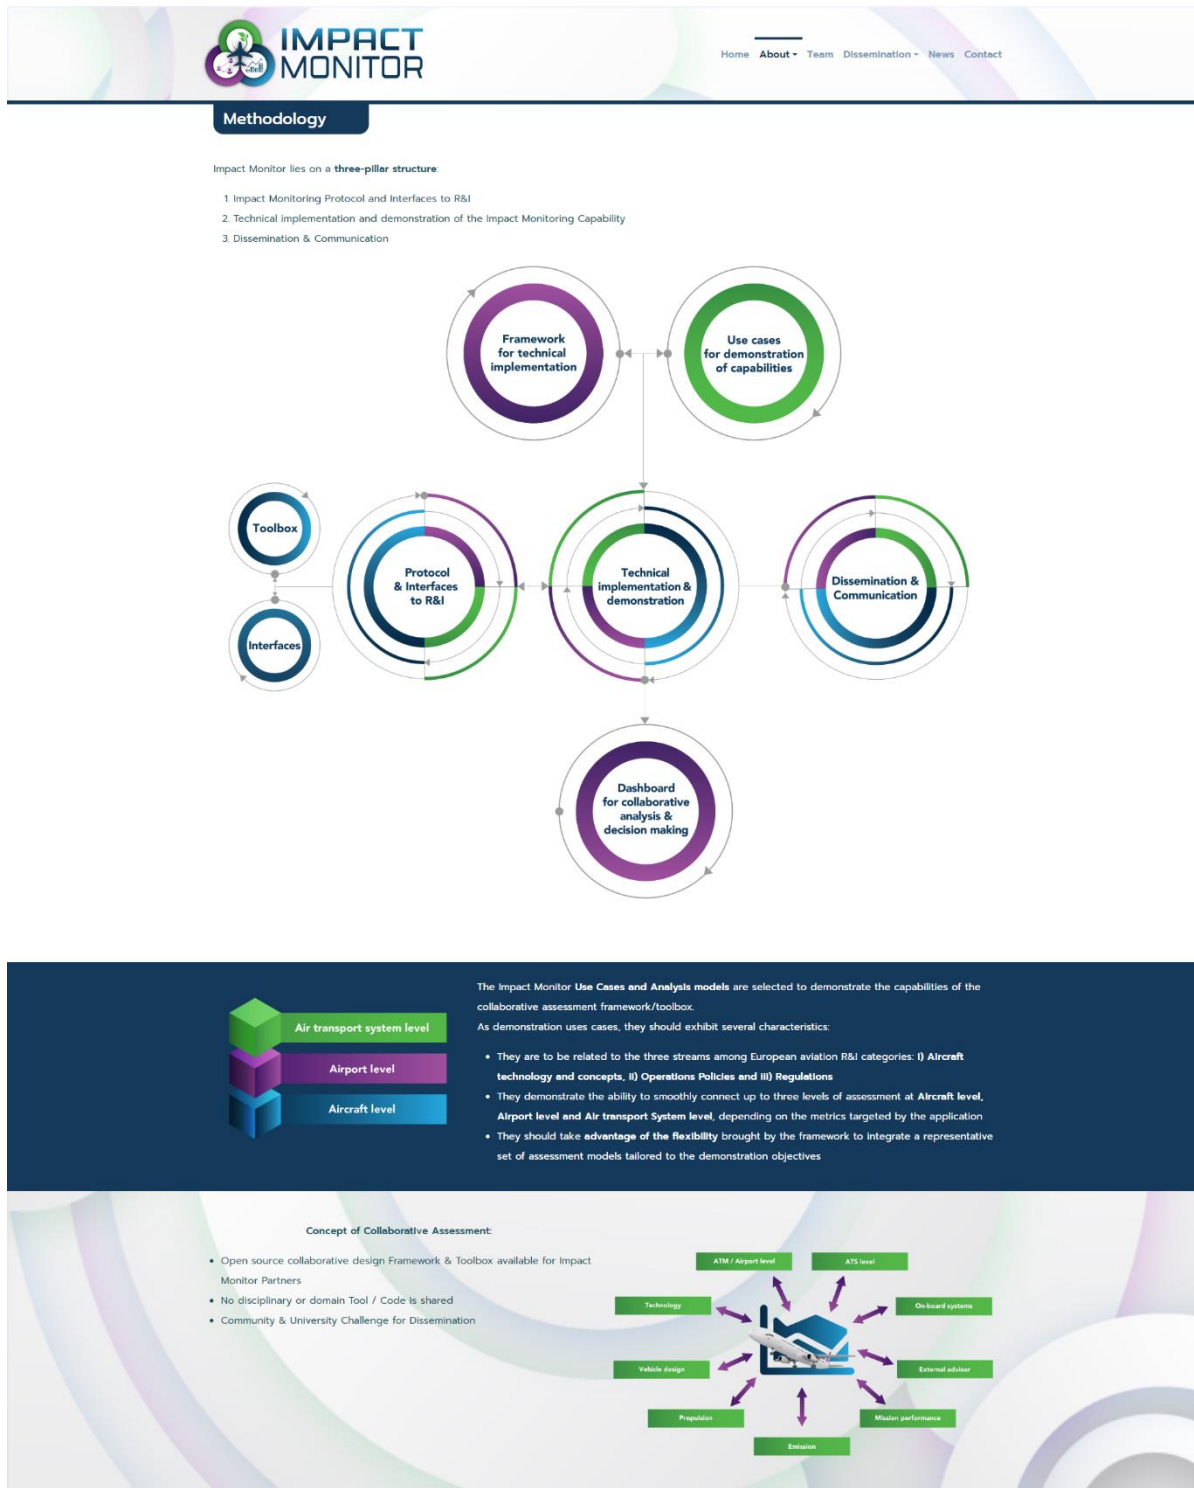 IMPACT
MONITOR
Home About Team Dissemination News Contact
Methodology
Impact Monitor lies on a three-pillar structure:
1. Impact Monitoring Protocol and Interfaces to R&I
2. Technical implementation and demonstration of the Impact Monitoring Capability
3. Dissemination & Communication
Framework
for technical
implementation
Use cases
for demonstration
of capabilities
Toolbox
Interfaces
Protocol
& Interfaces
to R&I
Technical
implementation &
demonstration
Dissemination &
Communication
Dashboard
for collaborative
analysis &
decision making
Air transport system level
Airport level
Aircraft level
The Impact Monitor Use Cases and Analysis models are selected to demonstrate the capabilities of the
collaborative assessment framework/toolbox.
As demonstration uses cases, they should exhibit several characteristics:
• They are to be related to the three streams among European aviation R&I categories: i) Aircraft
technology and concepts, ii) Operations Policies and iii) Regulations
• They demonstrate the ability to smoothly connect up to three levels of assessment at Aircraft level,
Airport level and Air transport System level, depending on the metrics targeted by the application
• They should take advantage of the flexibility brought by the framework to integrate a representative
set of assessment models tailored to the demonstration objectives
Concept of Collaborative Assessment:
• Open source collaborative design Framework & Toolbox available for Impact
Monitor Partners
• No disciplinary or domain Tool / Code is shared
• Community & University Challenge for Dissemination
ATM / Airport level
ATS level
Technology
On-board systems
Vehicle design
External advisor
Propulsion
Mission performance
Emission